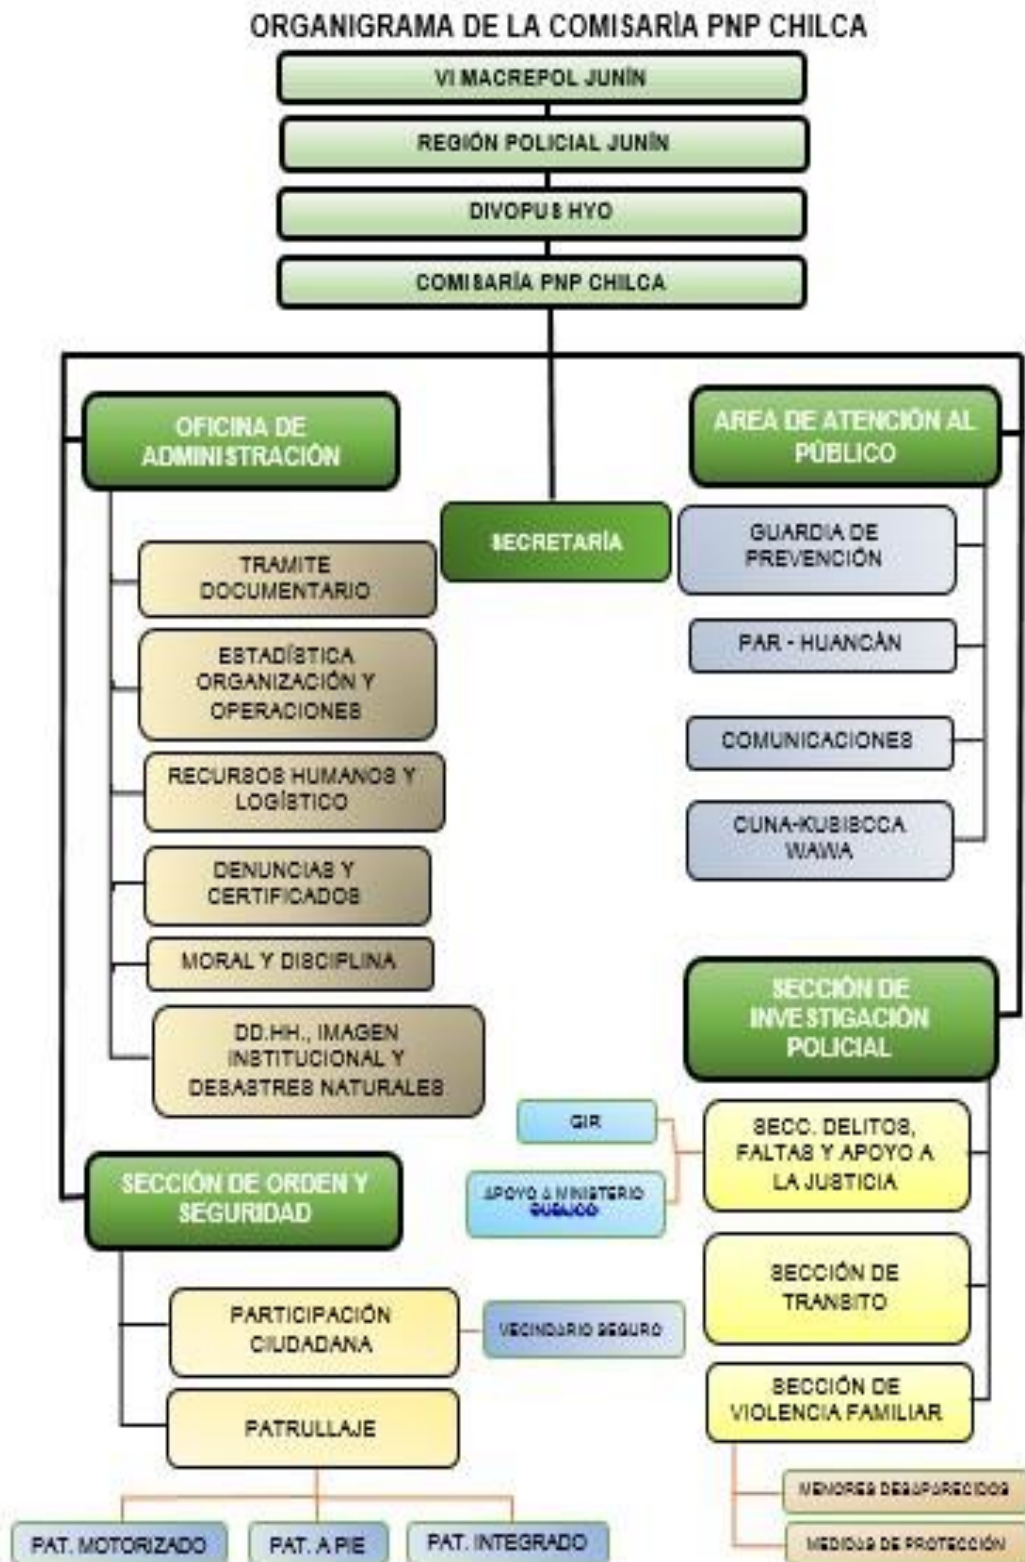 ORGANIGRAMA DE LA COMISARÌA PNP CHILCA
VI MACREPOL JUNÍN
REGIÓN POLICIAL JUNÍN
DIVOPUS HYO
COMISARÍA PNP CHILCA
OFICINA DE
ADMINISTRACIÓN
TRAMITE
DOCUMENTARIO
ESTADÍSTICA
ORGANIZACIÓN Y
OPERACIONES
RECURSOS HUMANOS Y
LOGÍSTICO
DENUNCIAS Y
CERTIFICADOS
MORAL Y DISCIPLINA
DD.HH., IMAGEN
INSTITUCIONAL Y
DESASTRES NATURALES
SECRETARÍA
AREA DE ATENCIÓN AL
PÚBLICO
GUARDIA DE
PREVENCIÓN
PAR - HUANCÁN
COMUNICACIONES
CUNA-KUSISCCA
WAWA
SECCIÓN DE
INVESTIGACIÓN
POLICIAL
SECC. DELITOS,
FALTAS Y APOYO A
LA JUSTICIA
GIR
APOYO A MINISTERIO
PUBLICO
SECCIÓN DE
TRANSITO
SECCIÓN DE
VIOLENCIA FAMILIAR
MENORES DESAPARECIDOS
MEDIDAS DE PROTECCIÓN
SECCIÓN DE ORDEN Y
SEGURIDAD
PARTICIPACIÓN
CIUDADANA
VECINDARIO SEGURO
PATRULLAJE
PAT. MOTORIZADO
PAT. A PIE
PAT. INTEGRADO